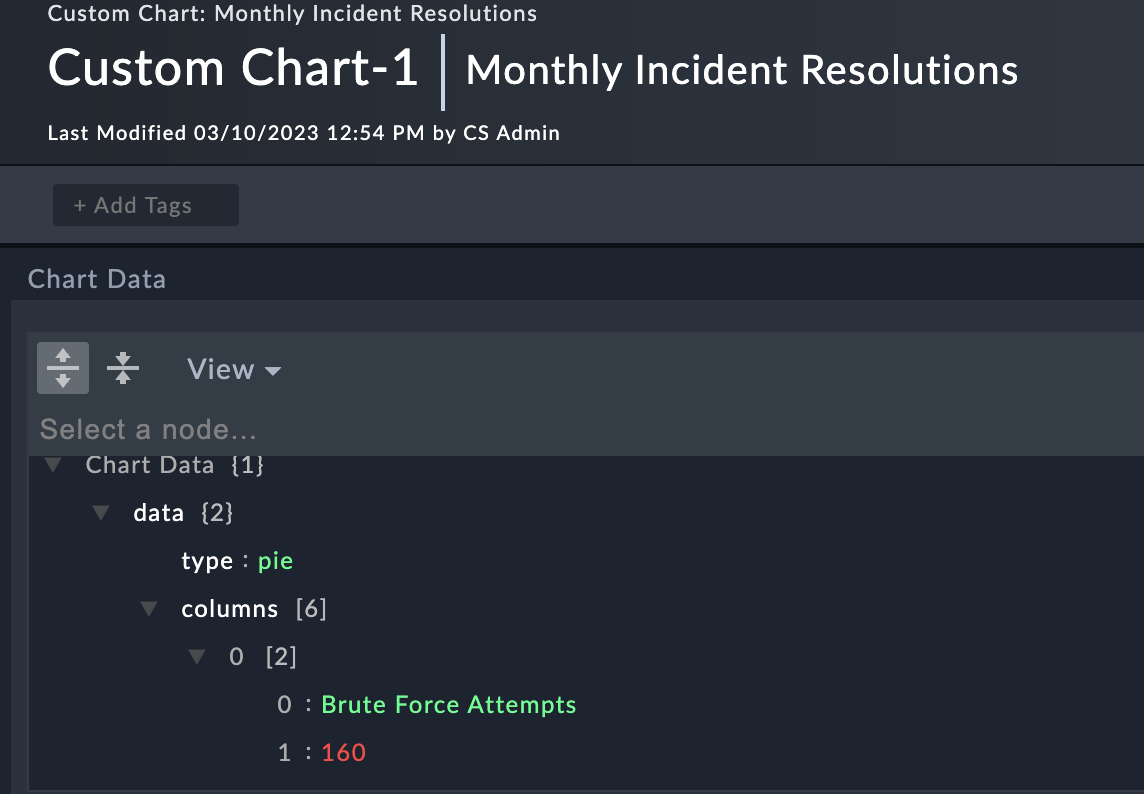 Custom Chart: Monthly Incident Resolutions
Custom Chart-1 | Monthly Incident Resolutions
Last Modified 03/10/2023 12:54 PM by CS Admin
+ Add Tags
Chart Data
View
Select a node...
Chart Data {1}
data {2}
type : pie
columns [6]
0 [2]
0 : Brute Force Attempts
1 : 160